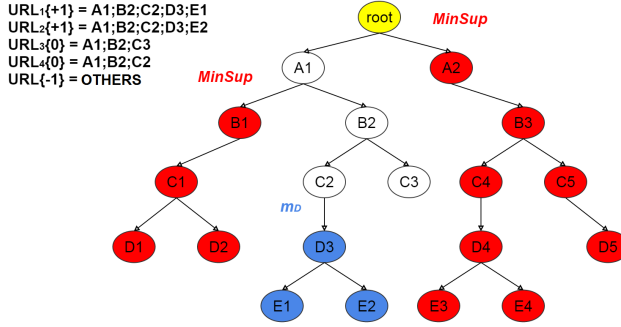 URL₁{+1} = A1;B2;C2;D3;E1
URL₂{+1} = A1;B2;C2;D3;E2
URL₃{0} = A1;B2;C3
URL₄{0} = A1;B2;C2
URL{-1} = OTHERS
root
MinSup
A1
A2
MinSup
B1
B2
B3
C1
C2
C3
C4
C5
mD
D1
D2
D3
D4
D5
E1
E2
E3
E4